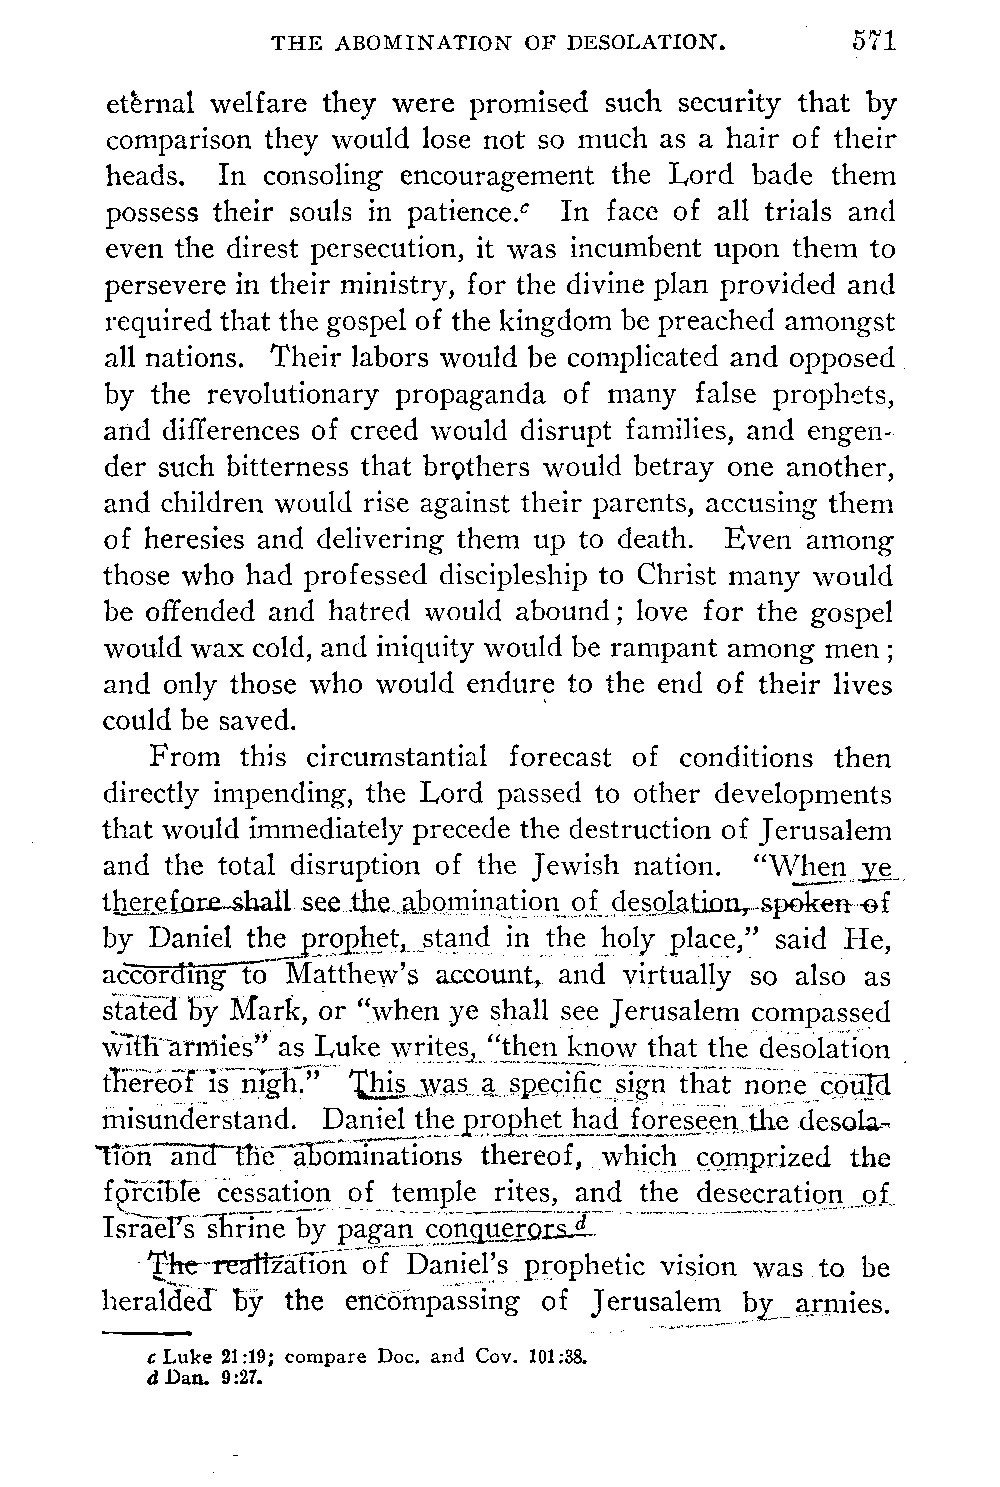 THE ABOMINATION OF DESOLATION. 571
eternal welfare they were promised such security that by
comparison they would lose not so much as a hair of their
heads. In consoling encouragement the Lord bade them
possess their souls in patience.c In face of all trials and
even the direst persecution, it was incumbent upon them to
persevere in their ministry, for the divine plan provided and
required that the gospel of the kingdom be preached amongst
all nations. Their labors would be complicated and opposed
by the revolutionary propaganda of many false prophets,
and differences of creed would disrupt families, and engen-
der such bitterness that brothers would betray one another,
and children would rise against their parents, accusing them
of heresies and delivering them up to death. Even among
those who had professed discipleship to Christ many would
be offended and hatred would abound; love for the gospel
would wax cold, and iniquity would be rampant among men;
and only those who would endure to the end of their lives
could be saved.
From this circumstantial forecast of conditions then
directly impending, the Lord passed to other developments
that would immediately precede the destruction of Jerusalem
and the total disruption of the Jewish nation. "When ye
therefore shall see the abomination of desolation, spoken of
by Daniel the prophet, stand in the holy place," said He,
according to Matthew's account, and virtually so also as
stated by Mark, or "when ye shall see Jerusalem compassed
with armies" as Luke writes, "then know that the desolation
thereof is nigh." This was a specific sign that none could
misunderstand. Daniel the prophet had foreseen the desola-
tion and the abominations thereof, which comprized the
forcible cessation of temple rites, and the desecration of
Israel's shrine by pagan conquerors.d
The realization of Daniel's prophetic vision was to be
heralded by the encompassing of Jerusalem by armies.
c Luke 21:19; compare Doc. and Cov. 101:38.
d Dan. 9:27.